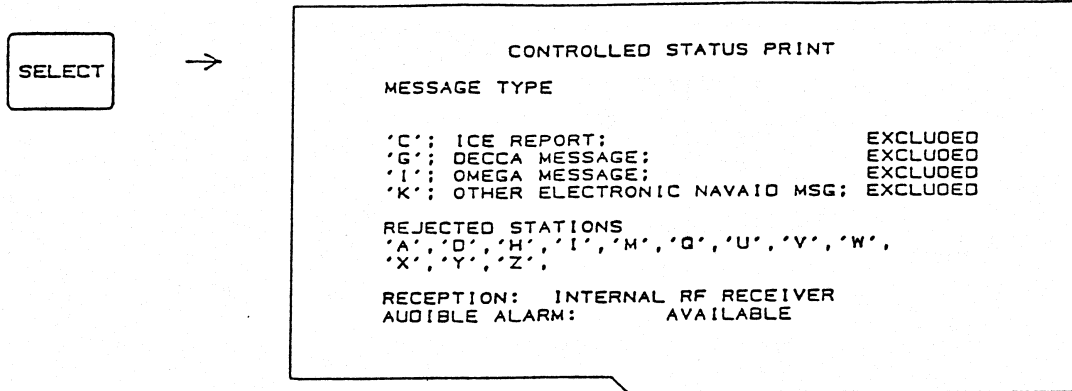 SELECT
CONTROLLED STATUS PRINT
MESSAGE TYPE
'C'; ICE REPORT; EXCLUDED
'G'; DECCA MESSAGE; EXCLUDED
'I'; OMEGA MESSAGE; EXCLUDED
'K'; OTHER ELECTRONIC NAVAID MSG; EXCLUDED
REJECTED STATIONS
'A','D','H','I','M','Q','U','V','W',
'X','Y','Z',
RECEPTION: INTERNAL RF RECEIVER
AUDIBLE ALARM: AVAILABLE